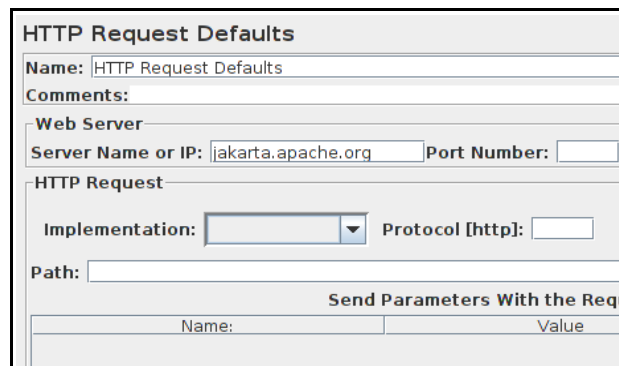 HTTP Request Defaults
Name: HTTP Request Defaults
Comments:
Web Server
Server Name or IP: jakarta.apache.org Port Number:
HTTP Request
Implementation: Protocol [http]:
Path:
Send Parameters With the Requ
Name: Value